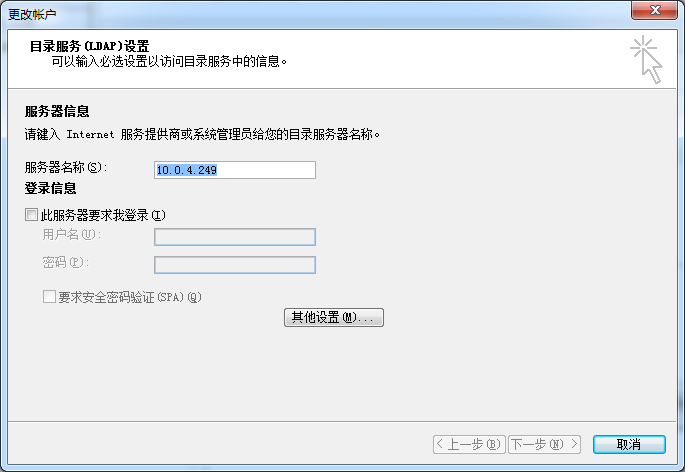 更改帐户
目录服务(LDAP)设置
可以输入必选设置以访问目录服务中的信息。
服务器信息
请键入 Internet 服务提供商或系统管理员给您的目录服务器名称。
服务器名称(S): 10.0.4.249
登录信息
此服务器要求我登录(I)
用户名(U):
密码(P):
要求安全密码验证(SPA)(Q)
其他设置(M)...
< 上一步(B) 下一步(N) > 取消